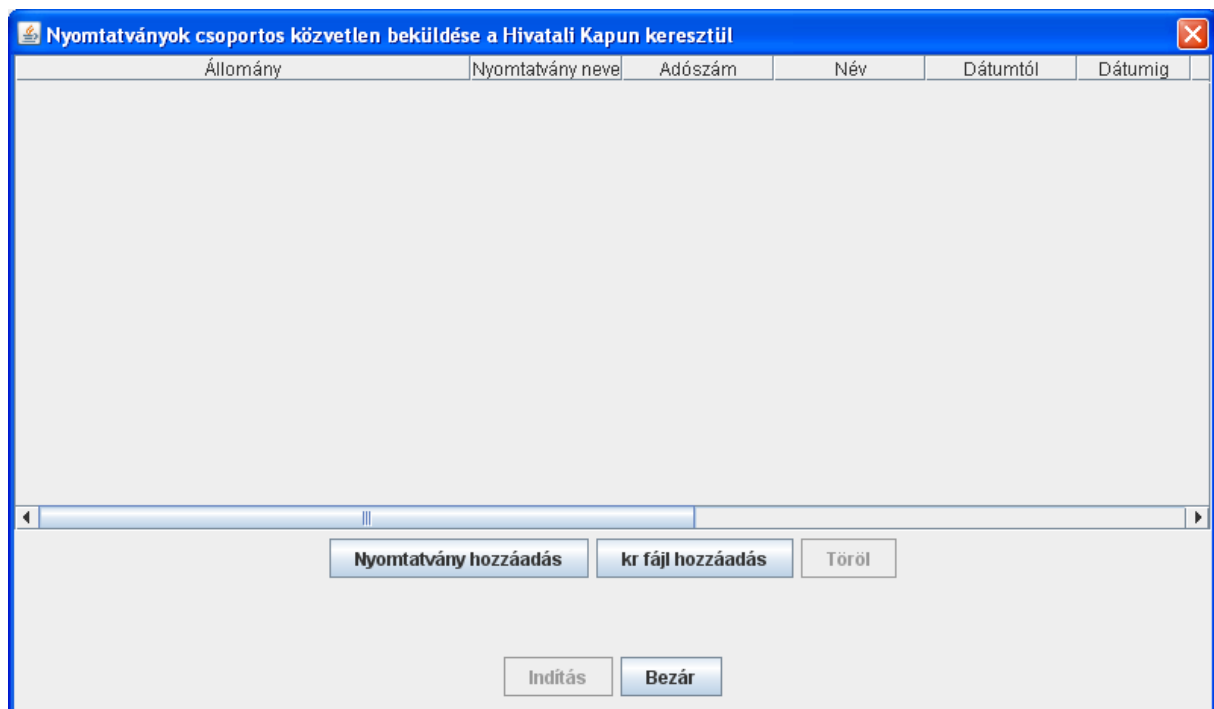 Nyomtatványok csoportos közvetlen beküldése a Hivatali Kapun keresztül
Állomány Nyomtatvány neve Adószám Név Dátumtól Dátumig
Nyomtatvány hozzáadás kr fájl hozzáadás Töröl
Indítás Bezár